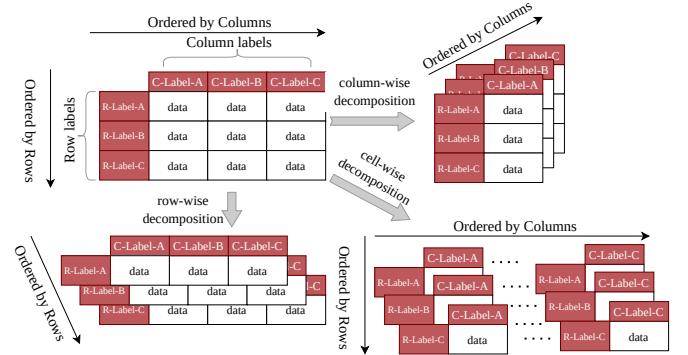 Ordered by Columns
Column labels
C-Label-A C-Label-B C-Label-C
Ordered by Rows
Row labels
R-Label-A data data data
R-Label-B data data data
R-Label-C data data data
column-wise
decomposition
Ordered by Columns
C-Label-C
C-Label-B
C-Label-A
R-Label-A data
R-Label-B data
R-Label-C data
cell-wise
decomposition
row-wise
decomposition
Ordered by Rows
C-Label-A C-Label-B C-Label-C
R-Label-A data data data
R-Label-B data data data
R-Label-C data data data
Ordered by Columns
Ordered by Rows
C-Label-A .... C-Label-C
R-Label-A C-Label-A R-Label-A C-Label-C
R-Label-B C-Label-A .... R-Label-B C-Label-C
R-Label-C data .... R-Label-C data